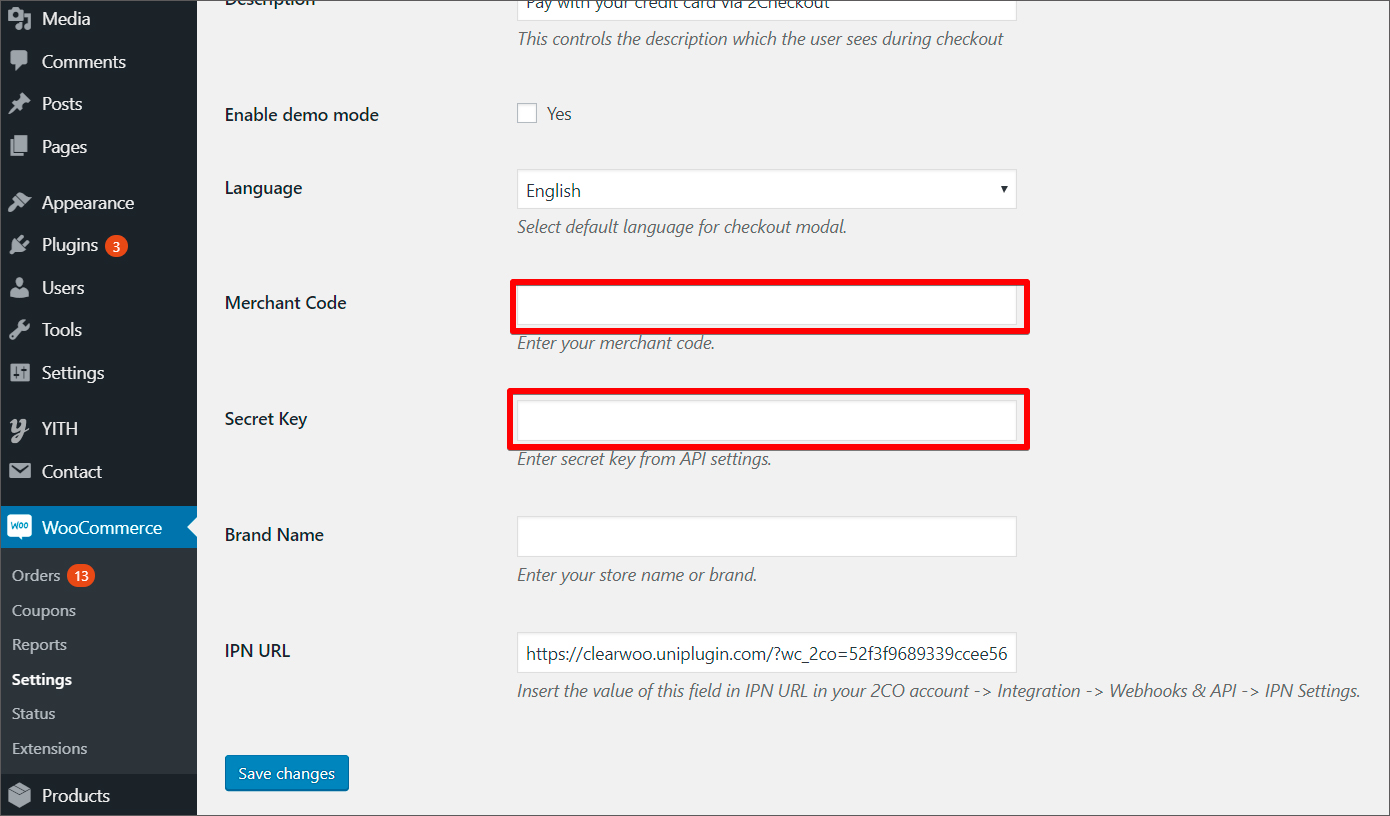 Media
Comments
Posts
Pages
Appearance
Plugins 3
Users
Tools
Settings
YITH
Contact
WOO WooCommerce
Orders 13
Coupons
Reports
Settings
Status
Extensions
Products
Description
Pay with your credit card via 2Checkout
This controls the description which the user sees during checkout
Enable demo mode
Yes
Language
English
Select default language for checkout modal.
Merchant Code
Enter your merchant code.
Secret Key
Enter secret key from API settings.
Brand Name
Enter your store name or brand.
IPN URL
https://clearwoo.uniplugin.com/?wc_2co=52f3f9689339ccee56
Insert the value of this field in IPN URL in your 2CO account -> Integration -> Webhooks & API -> IPN Settings.
Save changes